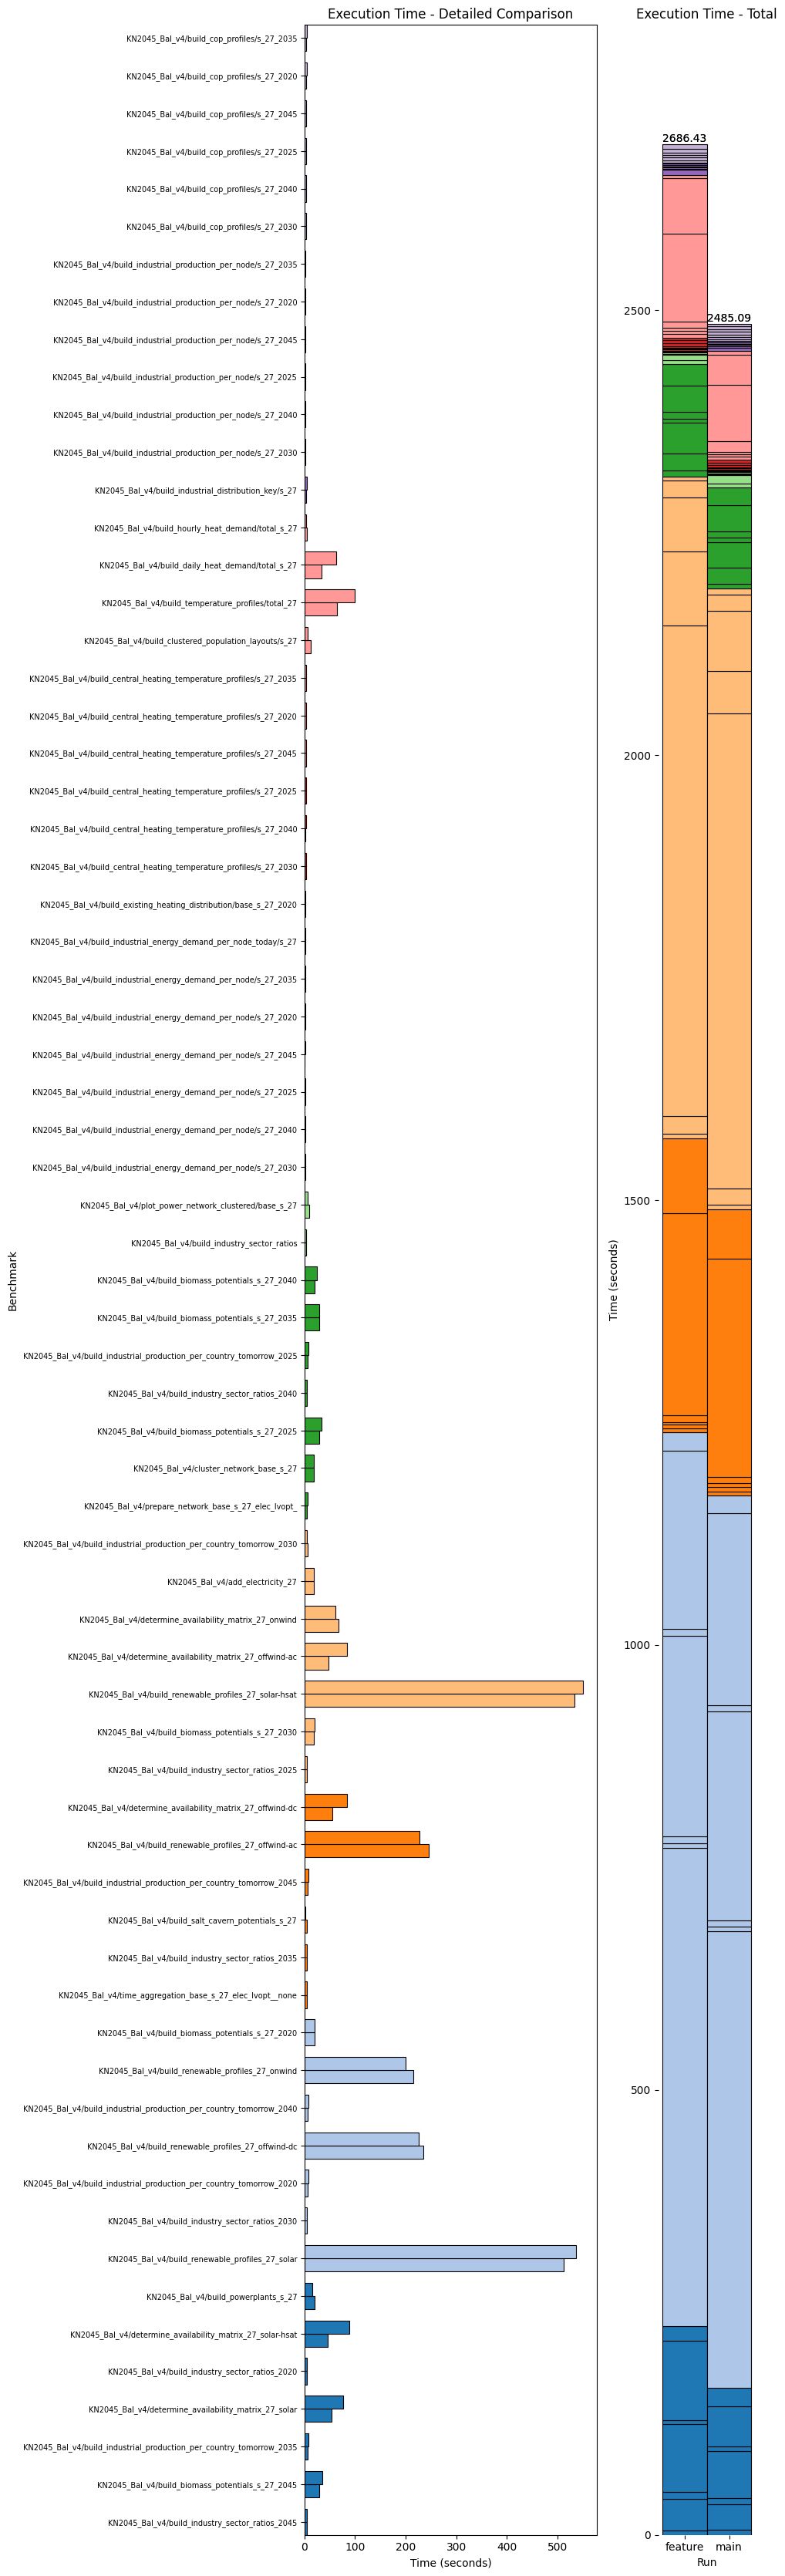 Execution Time - Detailed Comparison
Execution Time - Total
KN2045_Bal_v4/build_cop_profiles/s_27_2035
KN2045_Bal_v4/build_cop_profiles/s_27_2020
KN2045_Bal_v4/build_cop_profiles/s_27_2045
KN2045_Bal_v4/build_cop_profiles/s_27_2025
KN2045_Bal_v4/build_cop_profiles/s_27_2040
KN2045_Bal_v4/build_cop_profiles/s_27_2030
KN2045_Bal_v4/build_industrial_production_per_node/s_27_2035
KN2045_Bal_v4/build_industrial_production_per_node/s_27_2020
KN2045_Bal_v4/build_industrial_production_per_node/s_27_2045
KN2045_Bal_v4/build_industrial_production_per_node/s_27_2025
KN2045_Bal_v4/build_industrial_production_per_node/s_27_2040
KN2045_Bal_v4/build_industrial_production_per_node/s_27_2030
KN2045_Bal_v4/build_industrial_distribution_key/s_27
KN2045_Bal_v4/build_hourly_heat_demand/total_s_27
KN2045_Bal_v4/build_daily_heat_demand/total_s_27
KN2045_Bal_v4/build_temperature_profiles/total_27
KN2045_Bal_v4/build_clustered_population_layouts/s_27
KN2045_Bal_v4/build_central_heating_temperature_profiles/s_27_2035
KN2045_Bal_v4/build_central_heating_temperature_profiles/s_27_2020
KN2045_Bal_v4/build_central_heating_temperature_profiles/s_27_2045
KN2045_Bal_v4/build_central_heating_temperature_profiles/s_27_2025
KN2045_Bal_v4/build_central_heating_temperature_profiles/s_27_2040
KN2045_Bal_v4/build_central_heating_temperature_profiles/s_27_2030
KN2045_Bal_v4/build_existing_heating_distribution/base_s_27_2020
KN2045_Bal_v4/build_industrial_energy_demand_per_node_today/s_27
KN2045_Bal_v4/build_industrial_energy_demand_per_node/s_27_2035
KN2045_Bal_v4/build_industrial_energy_demand_per_node/s_27_2020
KN2045_Bal_v4/build_industrial_energy_demand_per_node/s_27_2045
KN2045_Bal_v4/build_industrial_energy_demand_per_node/s_27_2025
KN2045_Bal_v4/build_industrial_energy_demand_per_node/s_27_2040
KN2045_Bal_v4/build_industrial_energy_demand_per_node/s_27_2030
KN2045_Bal_v4/plot_power_network_clustered/base_s_27
KN2045_Bal_v4/build_industry_sector_ratios
KN2045_Bal_v4/build_biomass_potentials_s_27_2040
KN2045_Bal_v4/build_biomass_potentials_s_27_2035
KN2045_Bal_v4/build_industrial_production_per_country_tomorrow_2025
KN2045_Bal_v4/build_industry_sector_ratios_2040
KN2045_Bal_v4/build_biomass_potentials_s_27_2025
KN2045_Bal_v4/cluster_network_base_s_27
KN2045_Bal_v4/prepare_network_base_s_27_elec_lvopt_
KN2045_Bal_v4/build_industrial_production_per_country_tomorrow_2030
KN2045_Bal_v4/add_electricity_27
KN2045_Bal_v4/determine_availability_matrix_27_onwind
KN2045_Bal_v4/determine_availability_matrix_27_offwind-ac
KN2045_Bal_v4/build_renewable_profiles_27_solar-hsat
KN2045_Bal_v4/build_biomass_potentials_s_27_2030
KN2045_Bal_v4/build_industry_sector_ratios_2025
KN2045_Bal_v4/determine_availability_matrix_27_offwind-dc
KN2045_Bal_v4/build_renewable_profiles_27_offwind-ac
KN2045_Bal_v4/build_industrial_production_per_country_tomorrow_2045
KN2045_Bal_v4/build_salt_cavern_potentials_s_27
KN2045_Bal_v4/build_industry_sector_ratios_2035
KN2045_Bal_v4/time_aggregation_base_s_27_elec_lvopt__none
KN2045_Bal_v4/build_biomass_potentials_s_27_2020
KN2045_Bal_v4/build_renewable_profiles_27_onwind
KN2045_Bal_v4/build_industrial_production_per_country_tomorrow_2040
KN2045_Bal_v4/build_renewable_profiles_27_offwind-dc
KN2045_Bal_v4/build_industrial_production_per_country_tomorrow_2020
KN2045_Bal_v4/build_industry_sector_ratios_2030
KN2045_Bal_v4/build_renewable_profiles_27_solar
KN2045_Bal_v4/build_powerplants_s_27
KN2045_Bal_v4/determine_availability_matrix_27_solar-hsat
KN2045_Bal_v4/build_industry_sector_ratios_2020
KN2045_Bal_v4/determine_availability_matrix_27_solar
KN2045_Bal_v4/build_industrial_production_per_country_tomorrow_2035
KN2045_Bal_v4/build_biomass_potentials_s_27_2045
KN2045_Bal_v4/build_industry_sector_ratios_2045
Benchmark
0 100 200 300 400 500
Time (seconds)
2686.43
2485.09
2500
2000
1500
1000
500
0
Time (seconds)
feature main
Run